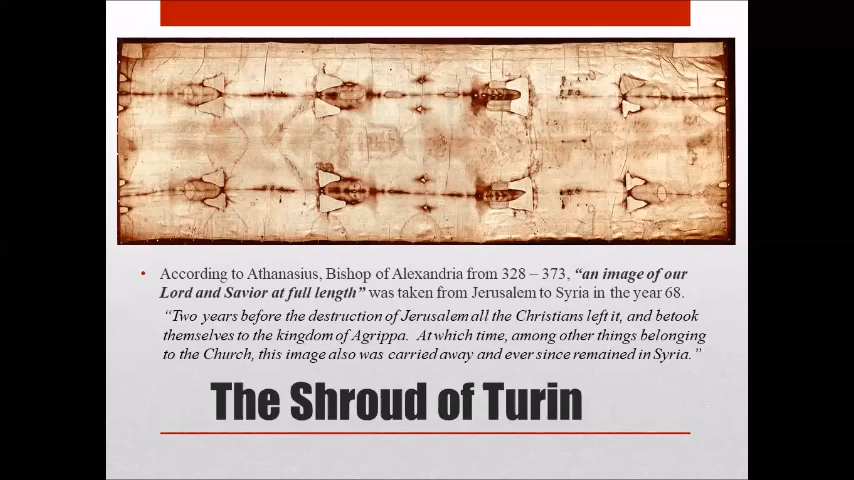 • According to Athanasius, Bishop of Alexandria from 328 – 373, “an image of our
Lord and Savior at full length” was taken from Jerusalem to Syria in the year 68.
“Two years before the destruction of Jerusalem all the Christians left it, and betook
themselves to the kingdom of Agrippa. At which time, among other things belonging
to the Church, this image also was carried away and ever since remained in Syria.”
The Shroud of Turin